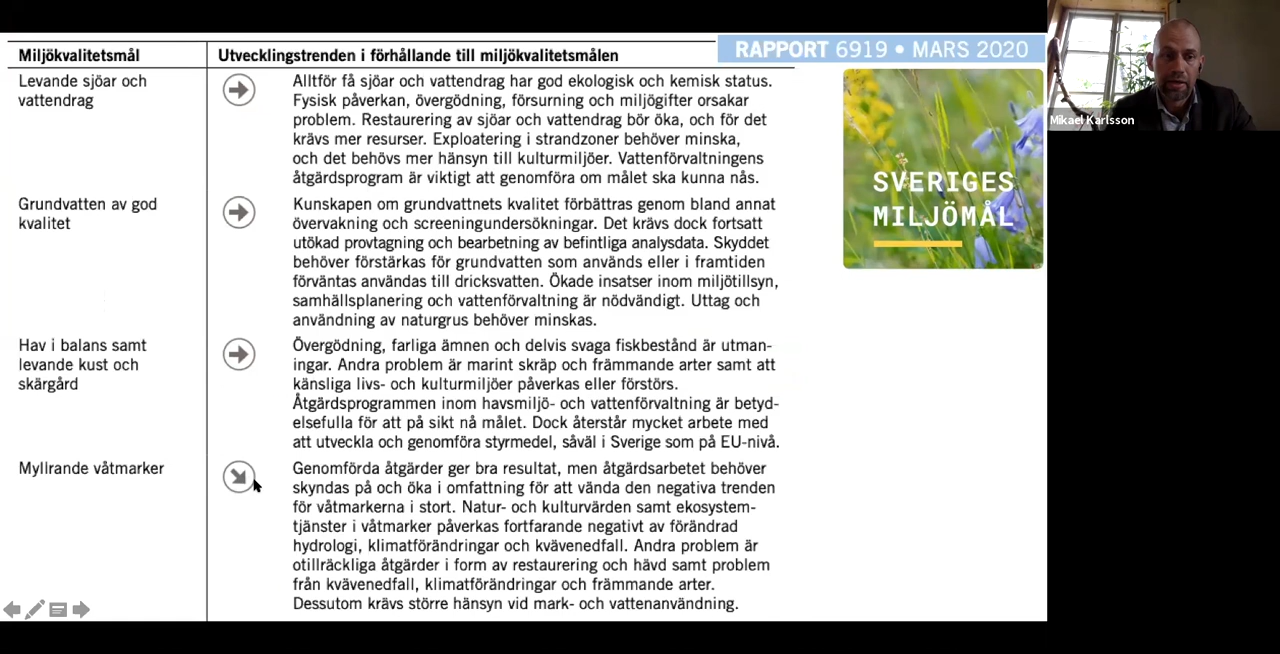 Miljökvalitetsmål
Utvecklingstrenden i förhållande till miljökvalitetsmålen
RAPPORT 6919 • MARS 2020
Levande sjöar och
vattendrag
Alltför få sjöar och vattendrag har god ekologisk och kemisk status.
Fysisk påverkan, övergödning, försurning och miljögifter orsakar
problem. Restaurering av sjöar och vattendrag bör öka, och för det
krävs mer resurser. Exploatering i strandzoner behöver minska,
och det behövs mer hänsyn till kulturmiljöer. Vattenförvaltningens
åtgärdsprogram är viktigt att genomföra om målet ska kunna nås.
Grundvatten av god
kvalitet
Kunskapen om grundvattnets kvalitet förbättras genom bland annat
övervakning och screeningundersökningar. Det krävs dock fortsatt
utökad provtagning och bearbetning av befintliga analysdata. Skyddet
behöver förstärkas för grundvatten som används eller i framtiden
förväntas användas till dricksvatten. Ökade insatser inom miljötillsyn,
samhällsplanering och vattenförvaltning är nödvändigt. Uttag och
användning av naturgrus behöver minskas.
Hav i balans samt
levande kust och
skärgård
Övergödning, farliga ämnen och delvis svaga fiskbestånd är utman-
ingar. Andra problem är marint skräp och främmande arter samt att
känsliga livs- och kulturmiljöer påverkas eller förstörs.
Åtgärdsprogrammen inom havsmiljö- och vattenförvaltning är betyd-
elsefulla för att på sikt nå målet. Dock återstår mycket arbete med
att utveckla och genomföra styrmedel, såväl i Sverige som på EU-nivå.
Myllrande våtmarker
Genomförda åtgärder ger bra resultat, men åtgärdsarbetet behöver
skyndas på och öka i omfattning för att vända den negativa trenden
för våtmarkerna i stort. Natur- och kulturvärden samt ekosystem-
tjänster i våtmarker påverkas fortfarande negativt av förändrad
hydrologi, klimatförändringar och kvävenedfall. Andra problem är
otillräckliga åtgärder i form av restaurering och hävd samt problem
från kvävenedfall, klimatförändringar och främmande arter.
Dessutom krävs större hänsyn vid mark- och vattenanvändning.
SVERIGES
MILJÖMÅL
Mikael Karlsson